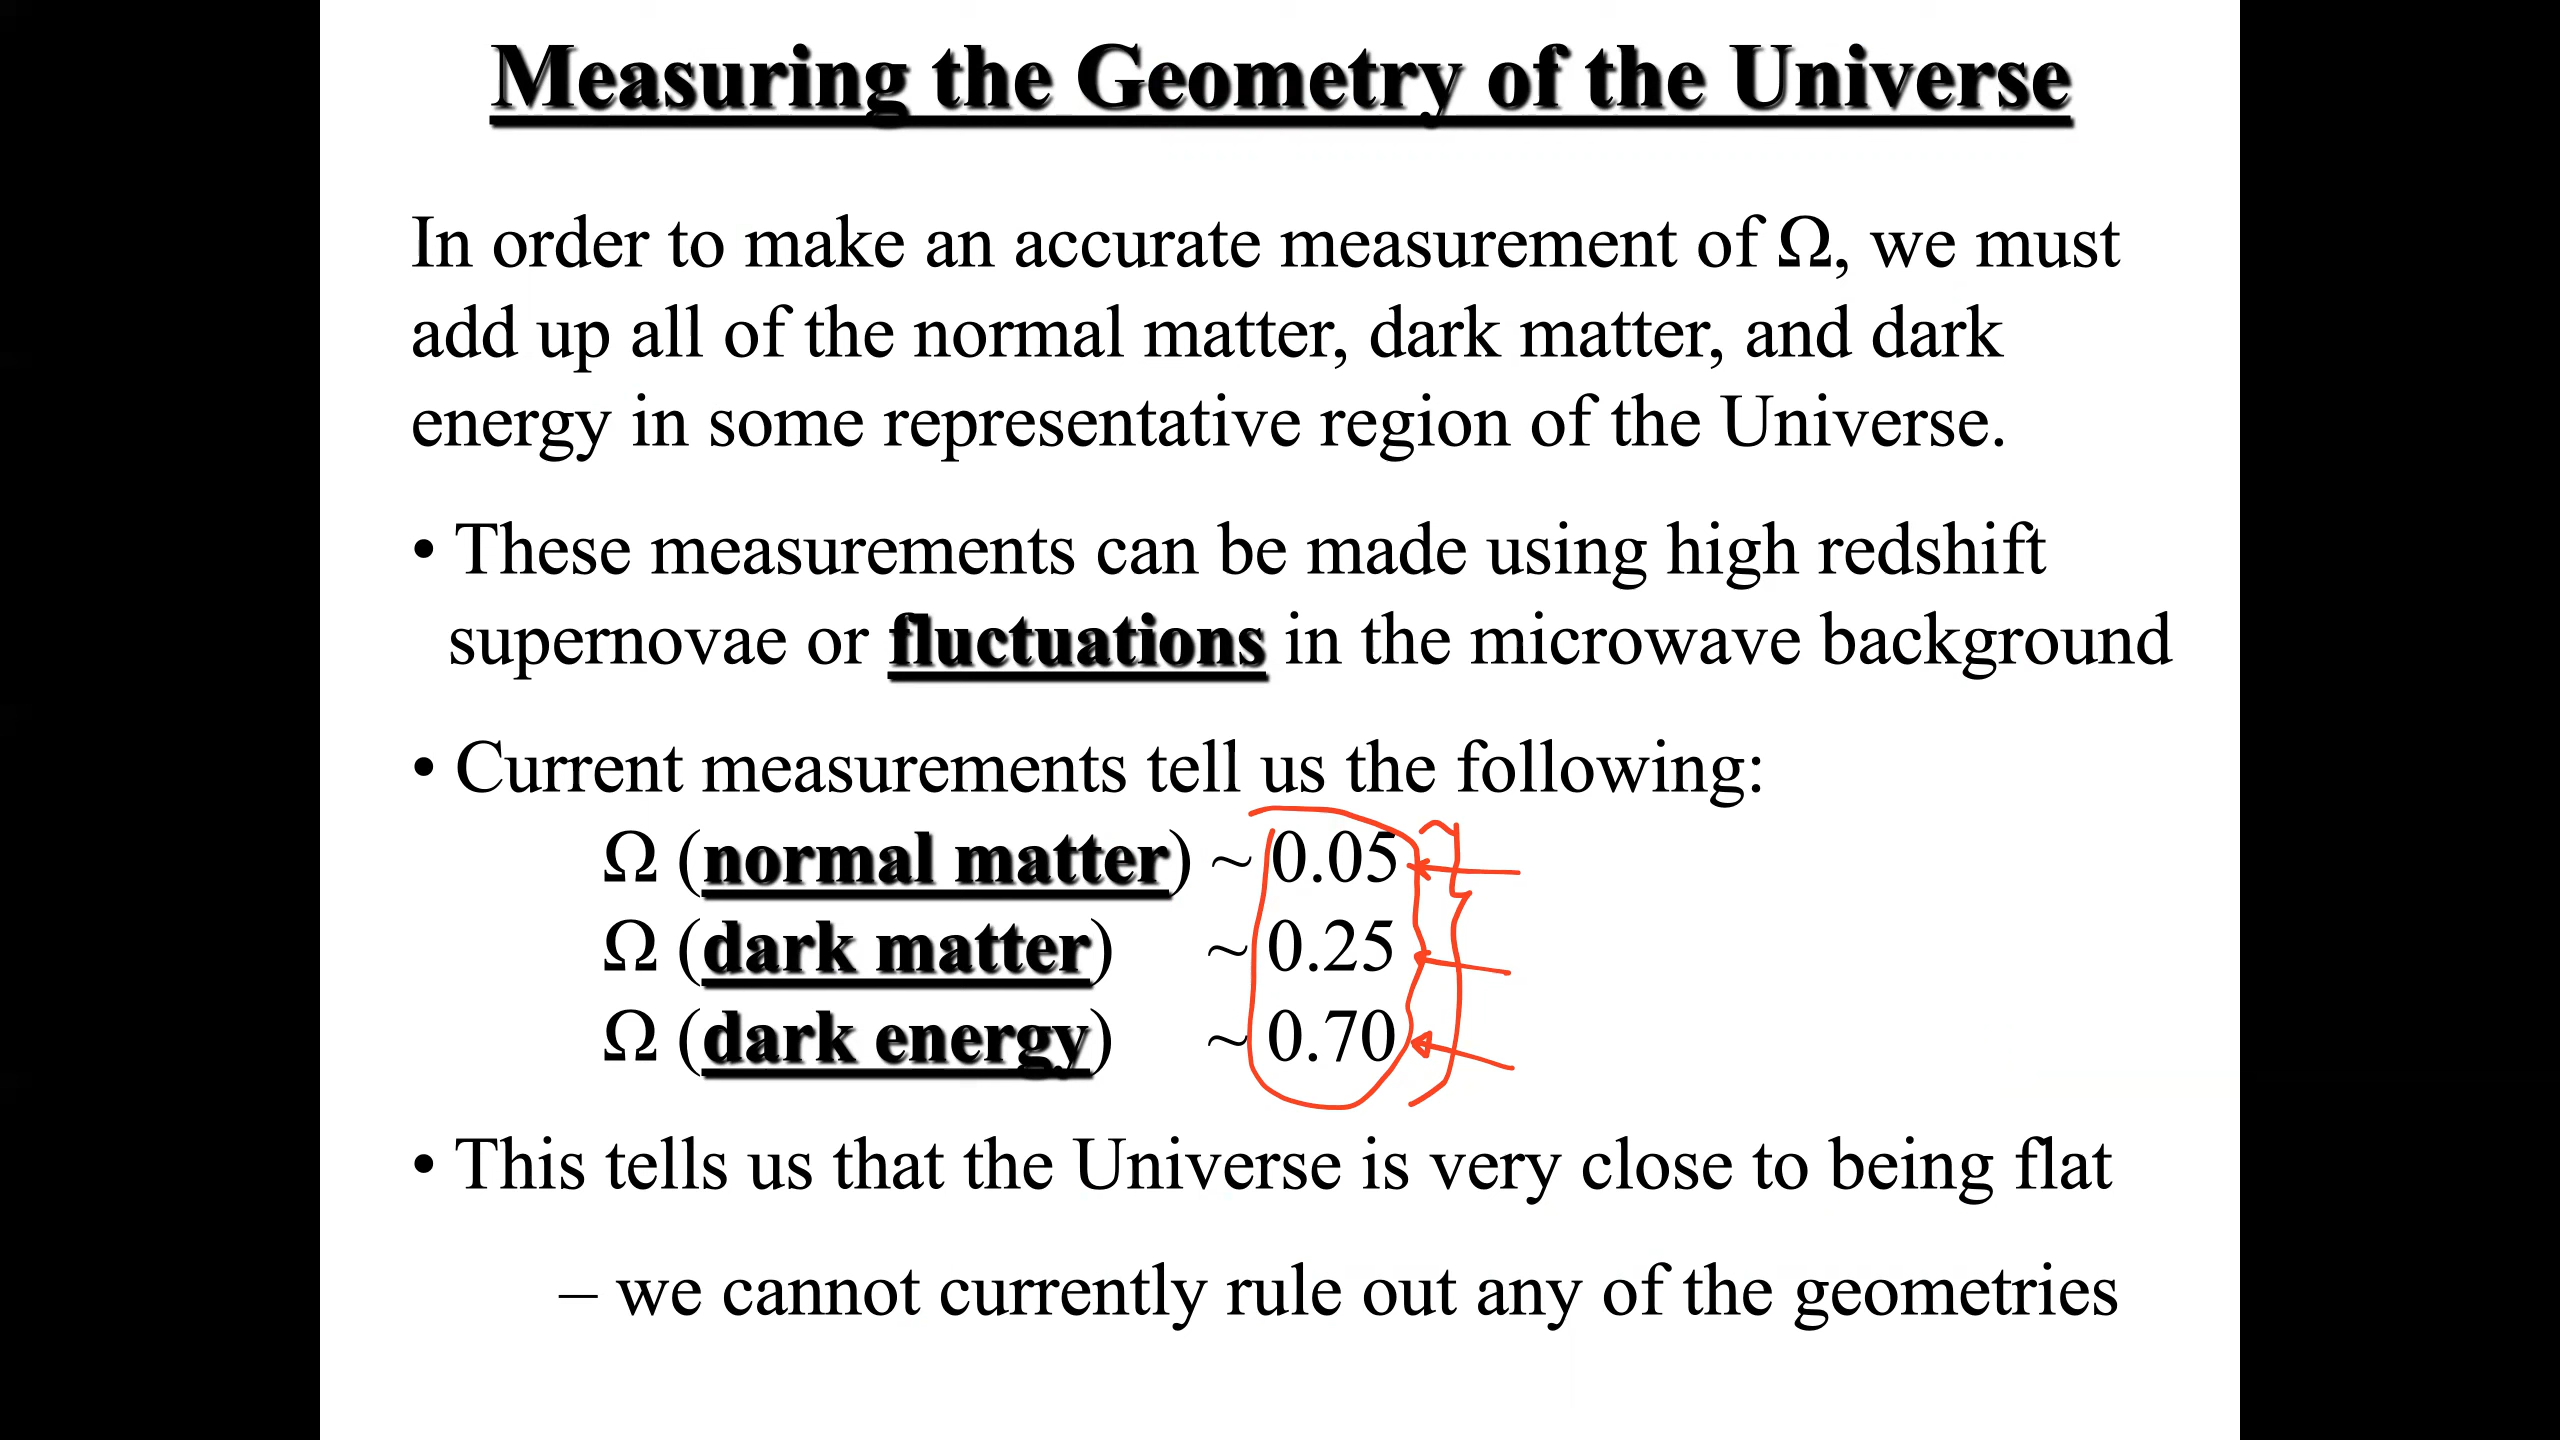 Measuring the Geometry of the Universe
In order to make an accurate measurement of Ω, we must
add up all of the normal matter, dark matter, and dark
energy in some representative region of the Universe.
• These measurements can be made using high redshift
supernovae or fluctuations in the microwave background
• Current measurements tell us the following:
Ω (normal matter) ~ 0.05
Ω (dark matter) ~ 0.25
Ω (dark energy) ~ 0.70
• This tells us that the Universe is very close to being flat
– we cannot currently rule out any of the geometries